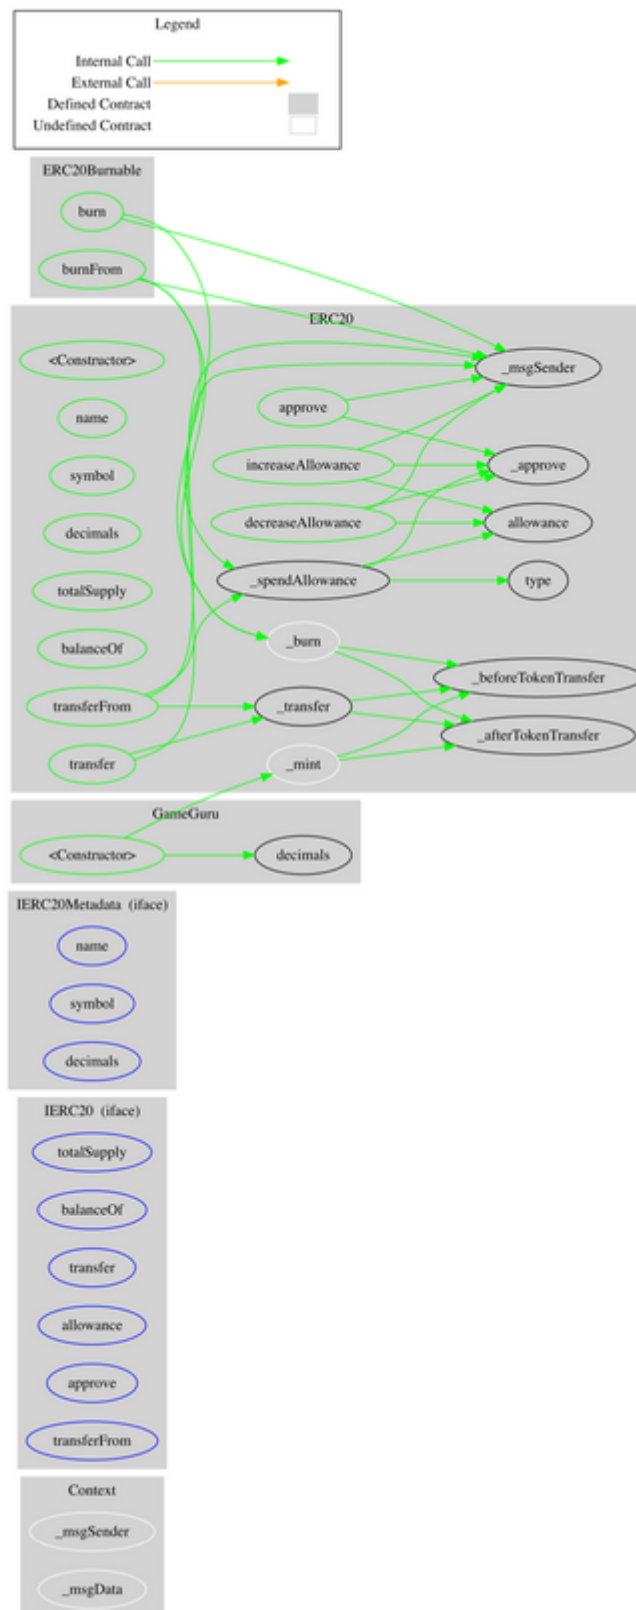 Legend
Internal Call
External Call
Defined Contract
Undefined Contract
ERC20Burnable
burn
burnFrom
ERC20
<Constructor>
_msgSender
name
approve
symbol
increaseAllowance
_approve
decimals
decreaseAllowance
allowance
totalSupply
_spendAllowance
type
balanceOf
_burn
_beforeTokenTransfer
transferFrom
_transfer
_afterTokenTransfer
transfer
_mint
GameGuru
<Constructor>
decimals
IERC20Metadata (iface)
name
symbol
decimals
IERC20 (iface)
totalSupply
balanceOf
transfer
allowance
approve
transferFrom
Context
_msgSender
_msgData